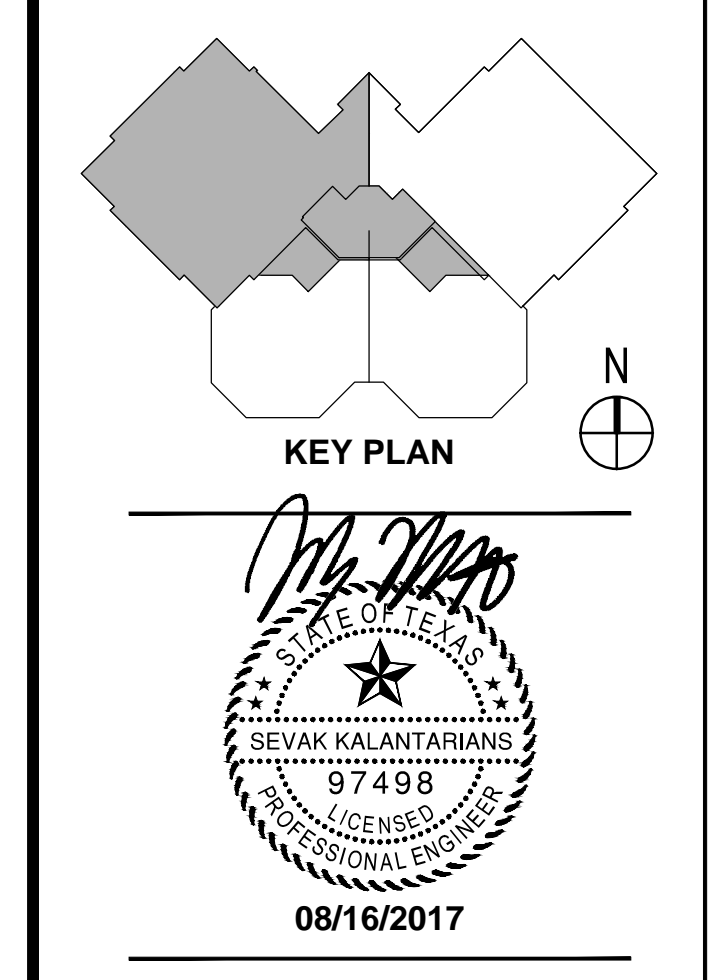 N
KEY PLAN
STATE OF TEXAS
SEVAK KALANTARIANS
97498
LICENSED
PROFESSIONAL ENGINEER
08/16/2017